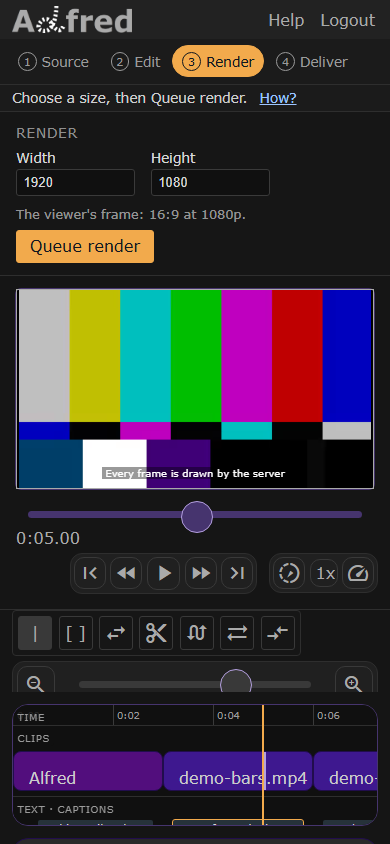 Adfred
Help Logout
1 Source 2 Edit 3 Render 4 Deliver
Choose a size, then Queue render. How?
RENDER
Width Height
1920 1080
The viewer's frame: 16:9 at 1080p.
Queue render
Every frame is drawn by the server
0:05.00
1x
| [ ]
TIME 0:02 0:04 0:06
CLIPS
Alfred demo-bars.mp4 demo-
TEXT · CAPTIONS